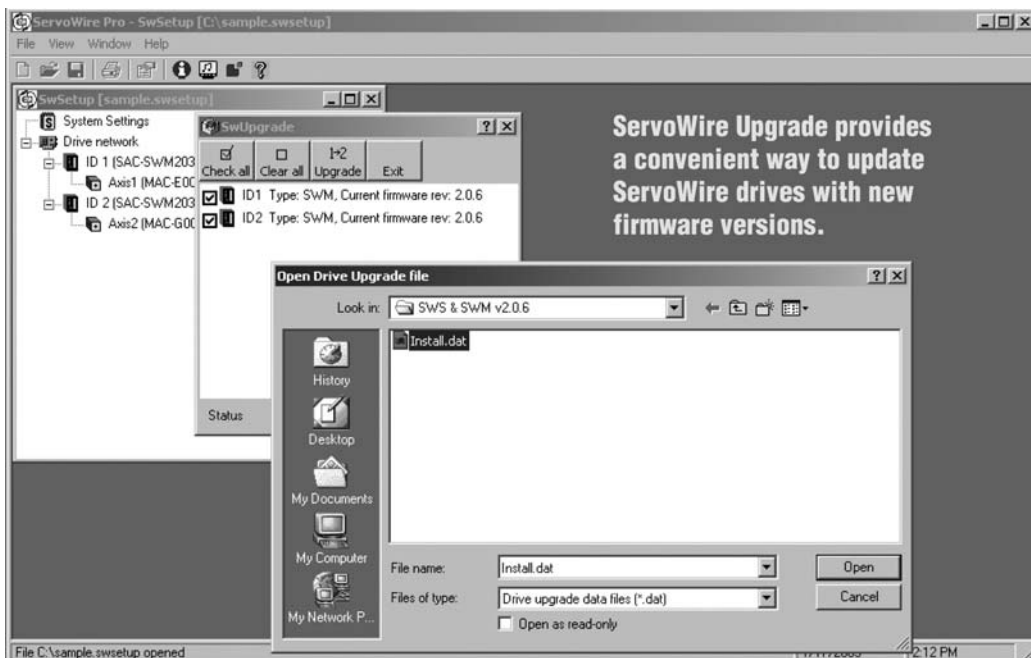 ServoWire Pro - SwSetup [C:\sample.swsetup]
File View Window Help
SwSetup [sample.swsetup]
System Settings
Drive network
ID 1 (SAC-SWM203
Axis1 (MAC-E00
ID 2 (SAC-SWM203
Axis2 (MAC-G00
SwUpgrade
Check all Clear all Upgrade Exit
ID1 Type: SWM, Current firmware rev: 2.0.6
ID2 Type: SWM, Current firmware rev: 2.0.6
Status
ServoWire Upgrade provides
a convenient way to update
ServoWire drives with new
firmware versions.
Open Drive Upgrade file
Look in: SWS & SWM v2.0.6
Install.dat
History
Desktop
My Documents
My Computer
My Network P...
File name: Install.dat
Open
Files of type: Drive upgrade data files (*.dat)
Cancel
Open as read-only
File C:\sample.swsetup opened
2:12 PM